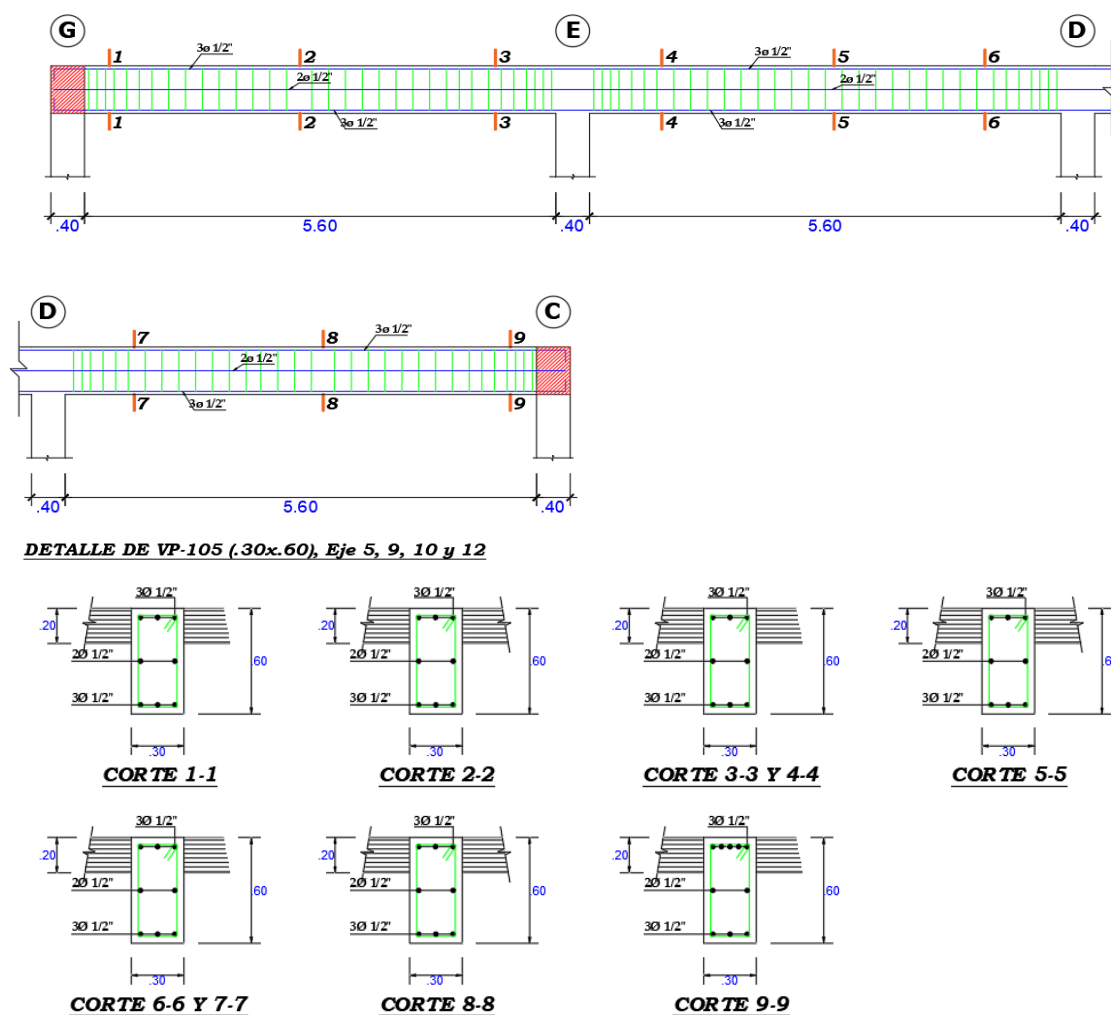 G E D
1 2 3 4 5 6
3ø 1/2" 3ø 1/2"
2ø 1/2" 2ø 1/2"
3ø 1/2" 3ø 1/2"
1 2 3 4 5 6
.40 5.60 .40 5.60 .40
D C
7 8 9
3ø 1/2"
2ø 1/2"
3ø 1/2"
7 8 9
.40 5.60 .40
DETALLE DE VP-105 (.30x.60), Eje 5, 9, 10 y 12
3Ø 1/2" 3Ø 1/2" 3Ø 1/2" 3Ø 1/2"
.20 .20 .20 .20
2Ø 1/2" .60 2Ø 1/2" .60 2Ø 1/2" .60 2Ø 1/2"
3Ø 1/2" 3Ø 1/2" 3Ø 1/2" 3Ø 1/2"
.30 .30 .30 .30
CORTE 1-1 CORTE 2-2 CORTE 3-3 Y 4-4 CORTE 5-5
3Ø 1/2" 3Ø 1/2" 3Ø 1/2"
.20 .20 .20
2Ø 1/2" .60 2Ø 1/2" .60 2Ø 1/2" .60
3Ø 1/2" 3Ø 1/2" 3Ø 1/2"
.30 .30 .30
CORTE 6-6 Y 7-7 CORTE 8-8 CORTE 9-9